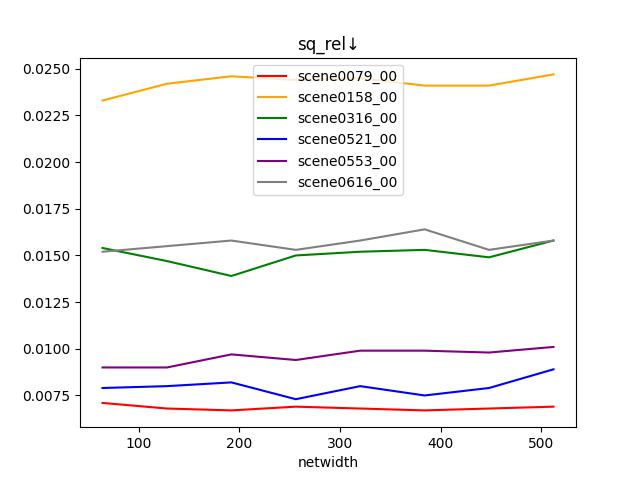 sq_rel↓
0.0250
0.0225
0.0200
0.0175
0.0150
0.0125
0.0100
0.0075
scene0079_00
scene0158_00
scene0316_00
scene0521_00
scene0553_00
scene0616_00
100 200 300 400 500
netwidth